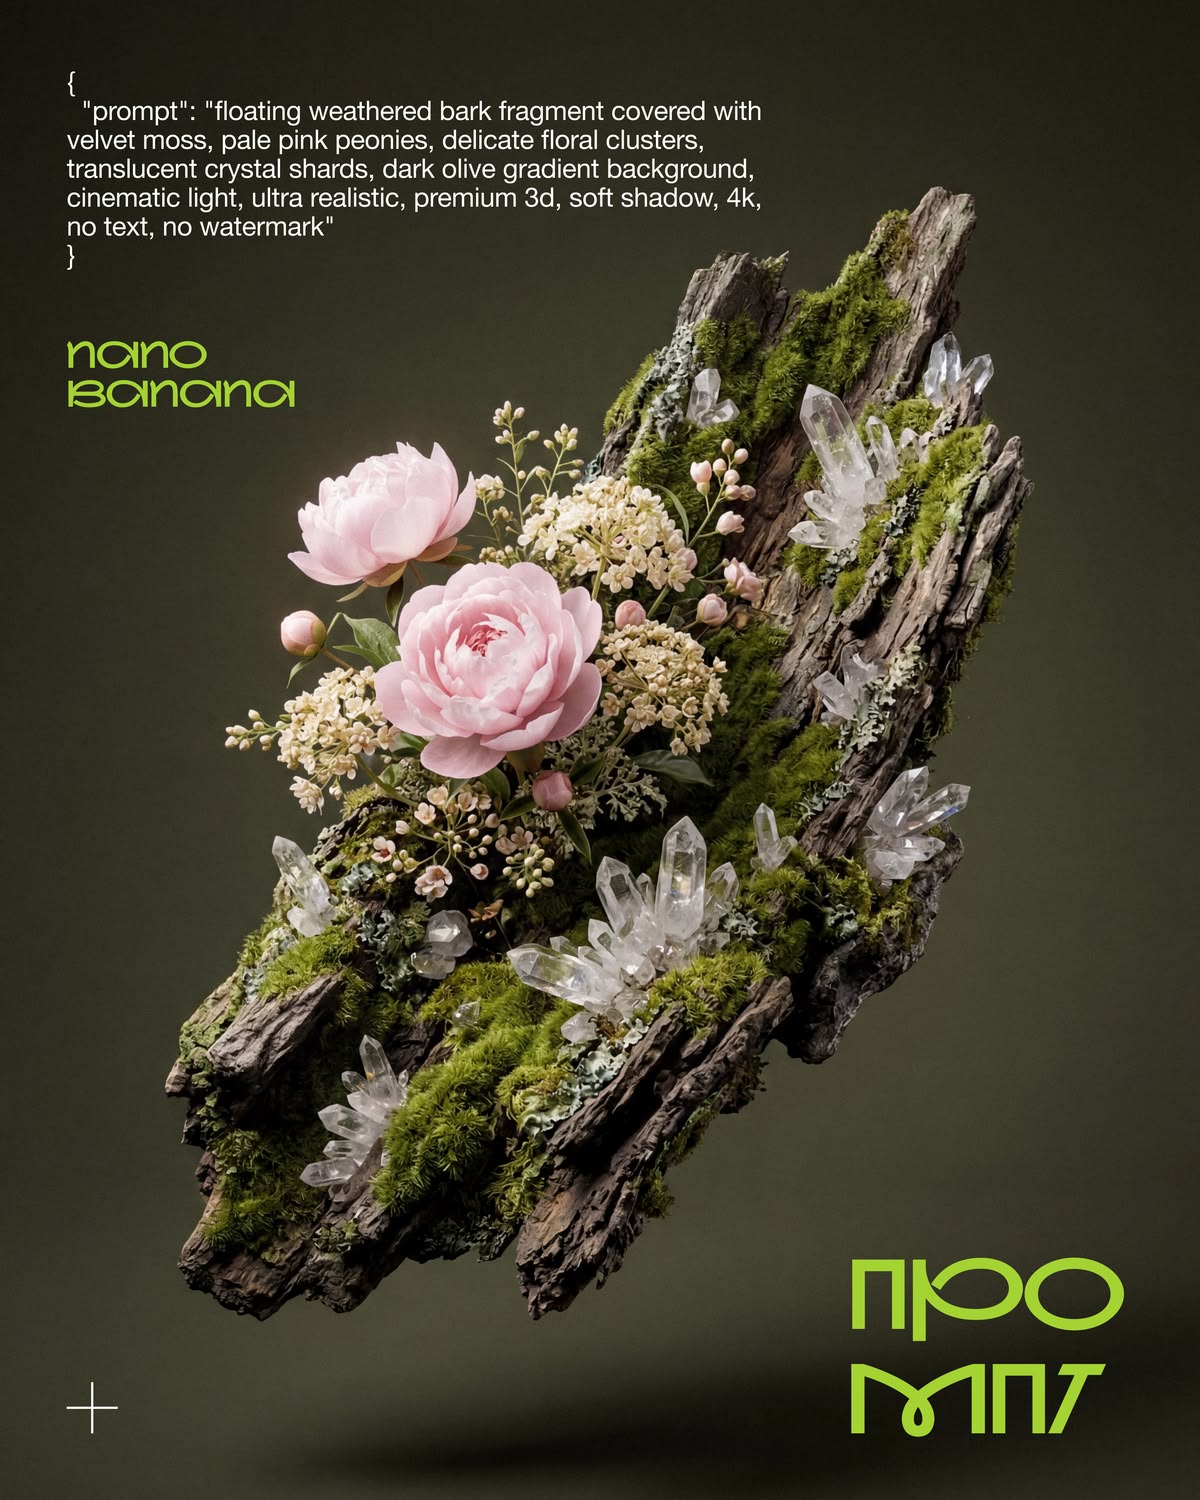 {
"prompt": "floating weathered bark fragment covered with
velvet moss, pale pink peonies, delicate floral clusters,
translucent crystal shards, dark olive gradient background,
cinematic light, ultra realistic, premium 3d, soft shadow, 4k,
no text, no watermark"
}
nano
Banana
ПРО
МПТ